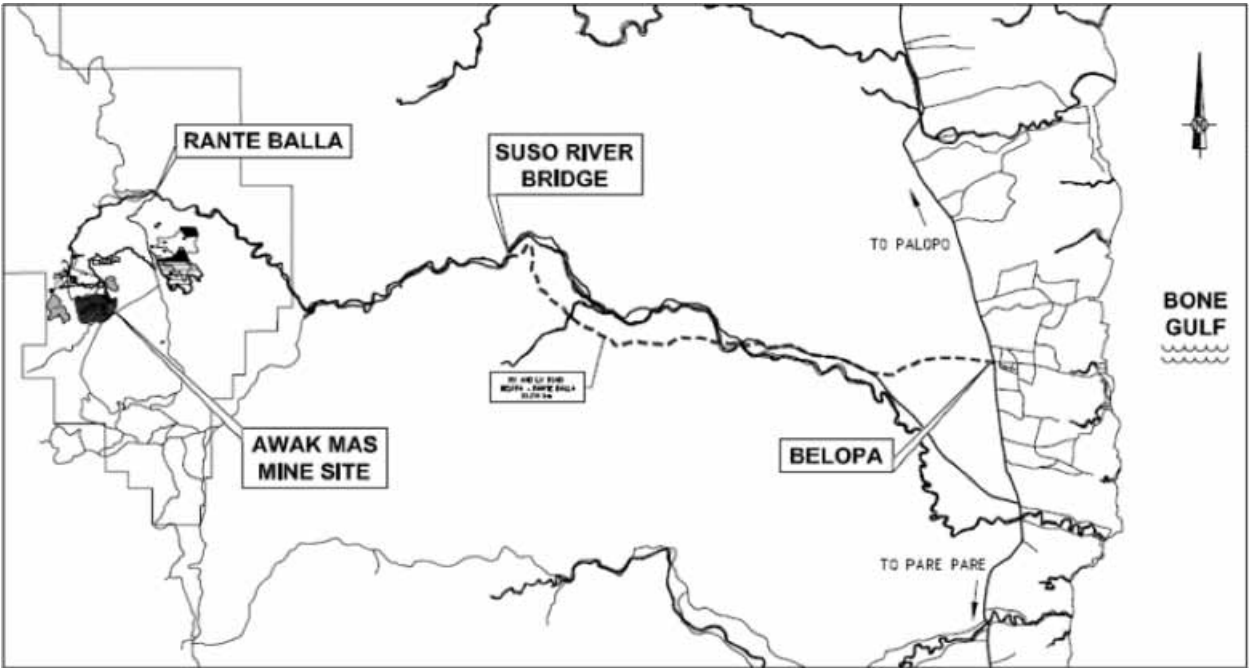 RANTE BALLA
SUSO RIVER
BRIDGE
TO PALOPO
BONE
GULF
AWAK MAS
MINE SITE
BELOPA
TO PARE PARE